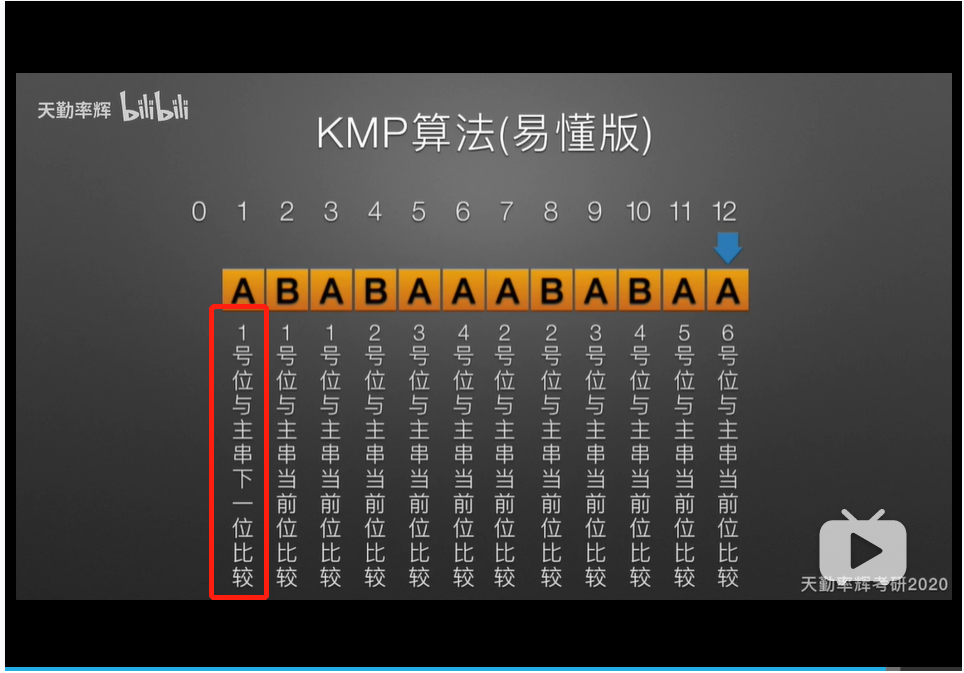 天勤率辉 bilibili
KMP算法(易懂版)
0 1 2 3 4 5 6 7 8 9 10 11 12
A B A B A A A B A B A A
1号位与主串下一位比较
1号位与主串当前位比较
1号位与主串当前位比较
2号位与主串当前位比较
3号位与主串当前位比较
4号位与主串当前位比较
2号位与主串当前位比较
2号位与主串当前位比较
3号位与主串当前位比较
4号位与主串当前位比较
5号位与主串当前位比较
6号位与主串当前位比较
天勤率辉考研2020